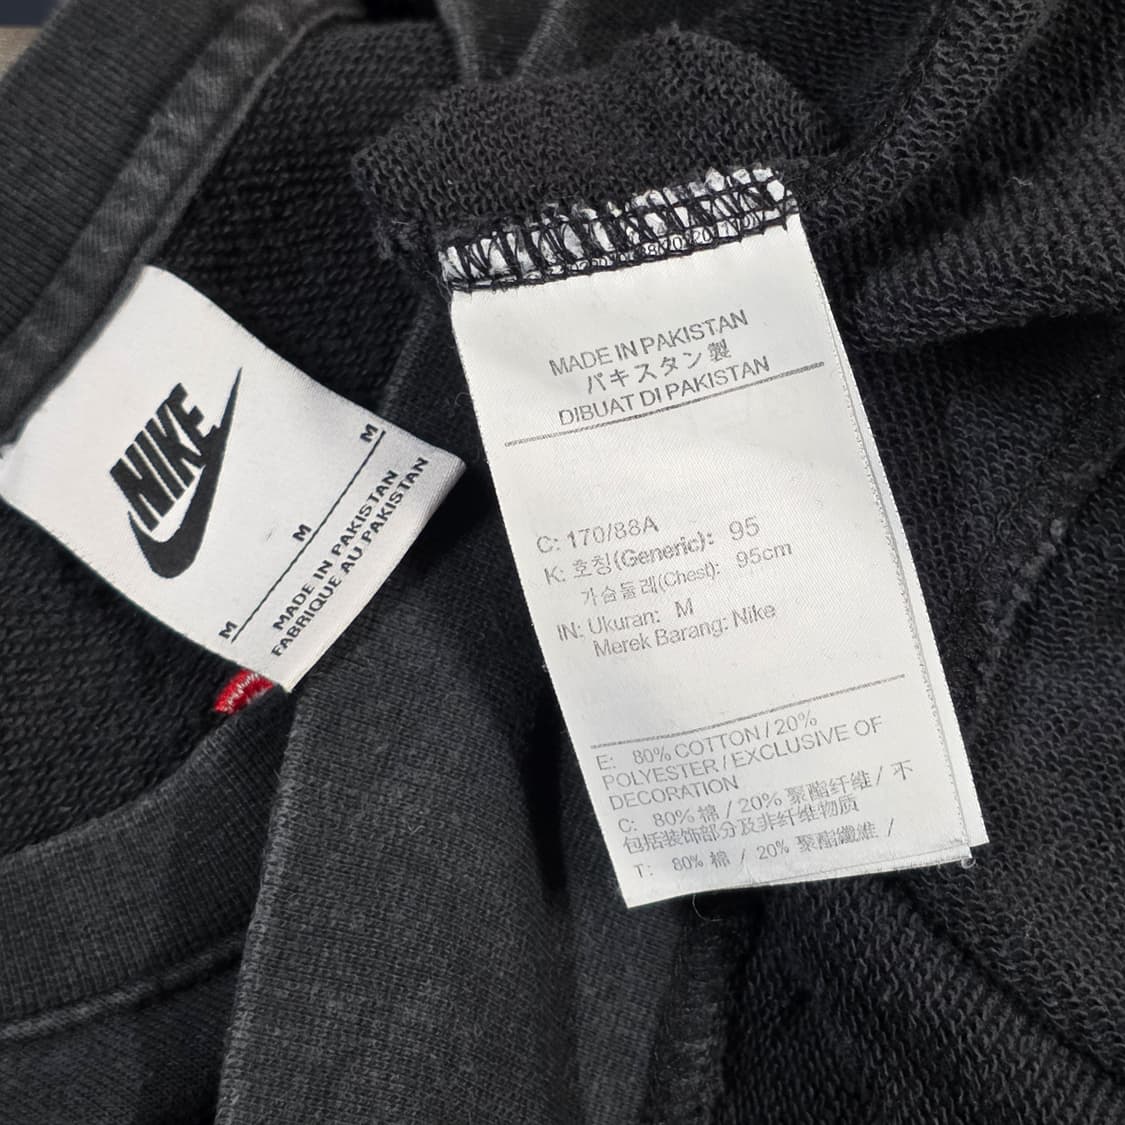 NIKE
M M M
MADE IN PAKISTAN
FABRIQUE AU PAKISTAN
MADE IN PAKISTAN
パキスタン製
DIBUAT DI PAKISTAN
C: 170/88A
K: 호칭(Generic): 95
가슴둘레(Chest): 95cm
IN: Ukuran: M
Merek Barang: Nike
E: 80% COTTON / 20%
POLYESTER / EXCLUSIVE OF
DECORATION
C: 80% 棉 / 20% 聚酯纤维 / 不
包括装饰部分及非纤维物质
T: 80% 棉 / 20% 聚酯纖維 /